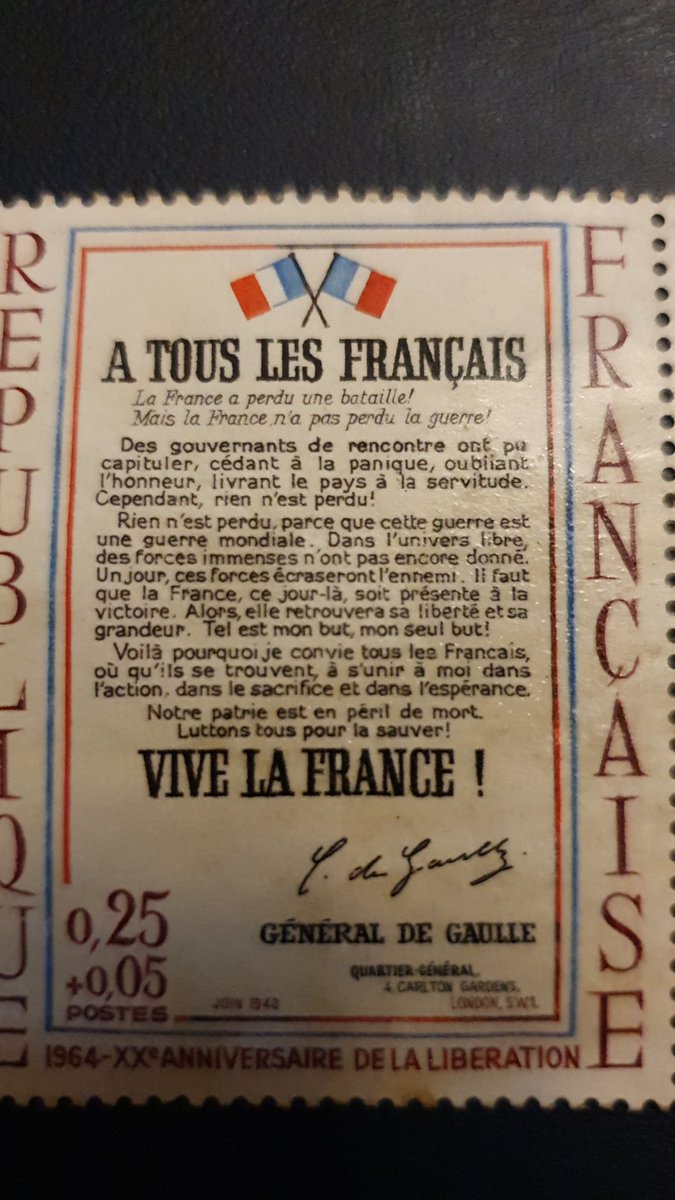 RÉPUBLIQUE
FRANÇAISE
A TOUS LES FRANÇAIS
La France a perdu une bataille!
Mais la France n'a pas perdu la guerre!
Des gouvernants de rencontre ont pu
capituler, cédant à la panique, oubliant
l'honneur, livrant le pays à la servitude.
Cependant, rien n'est perdu!
Rien n'est perdu, parce que cette guerre est
une guerre mondiale. Dans l'univers libre,
des forces immenses n'ont pas encore donné.
Un jour, ces forces écraseront l'ennemi. Il faut
que la France, ce jour-là, soit présente à la
victoire. Alors, elle retrouvera sa liberté et sa
grandeur. Tel est mon but, mon seul but!
Voilà pourquoi je convie tous les Francais,
où qu'ils se trouvent, à s'unir à moi dans
l'action, dans le sacrifice et dans l'espérance.
Notre patrie est en péril de mort.
Luttons tous pour la sauver!
VIVE LA FRANCE !
C. de Gaulle.
0,25
+0,05
POSTES
GÉNÉRAL DE GAULLE
QUARTIER-GÉNÉRAL,
4, CARLTON GARDENS,
LONDON, S.W.1.
JUIN 1940
1964-XXe ANNIVERSAIRE DE LA LIBERATION